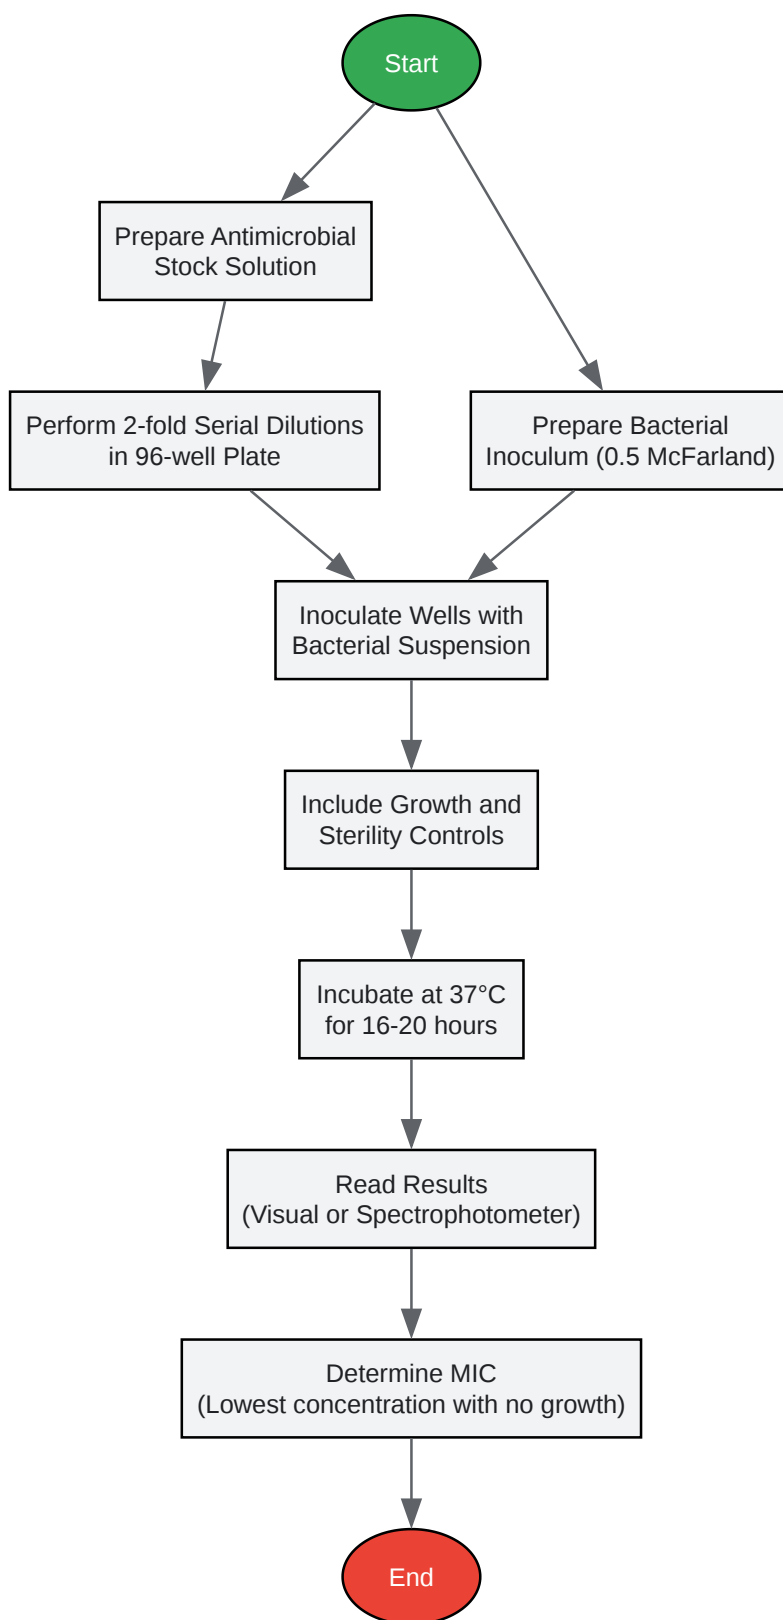 Start
Prepare Antimicrobial
Stock Solution
Perform 2-fold Serial Dilutions
in 96-well Plate
Prepare Bacterial
Inoculum (0.5 McFarland)
Inoculate Wells with
Bacterial Suspension
Include Growth and
Sterility Controls
Incubate at 37°C
for 16-20 hours
Read Results
(Visual or Spectrophotometer)
Determine MIC
(Lowest concentration with no growth)
End